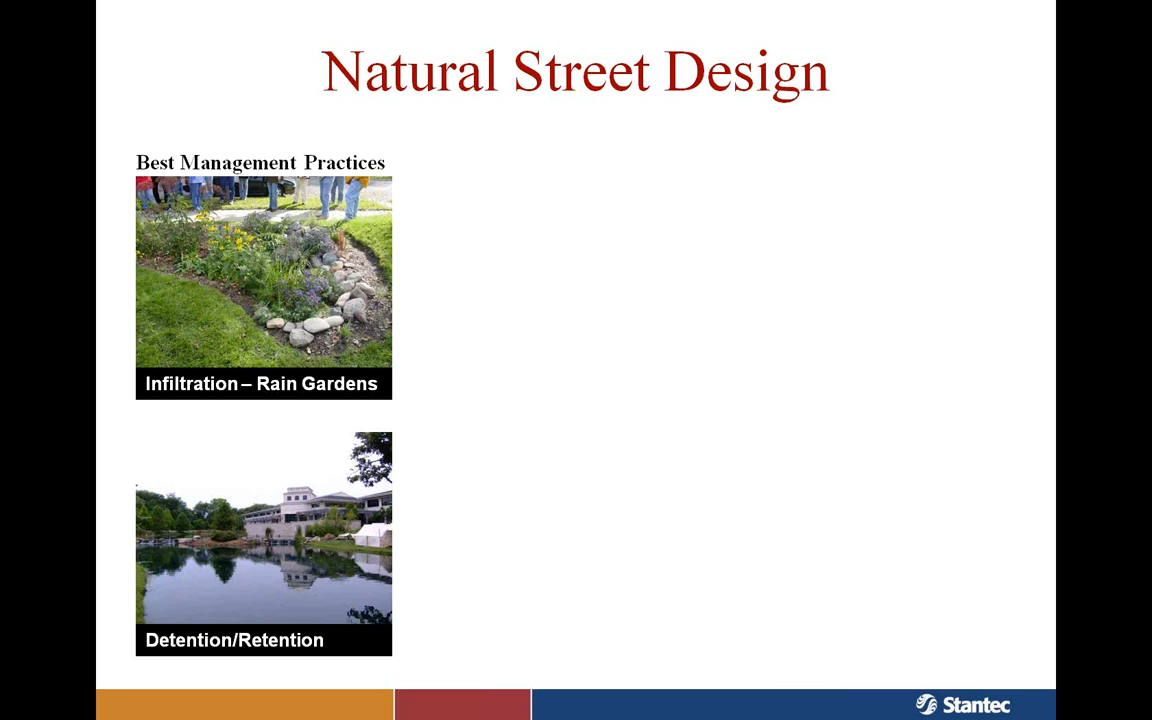 Natural Street Design
Best Management Practices
Infiltration – Rain Gardens
Detention/Retention
Stantec